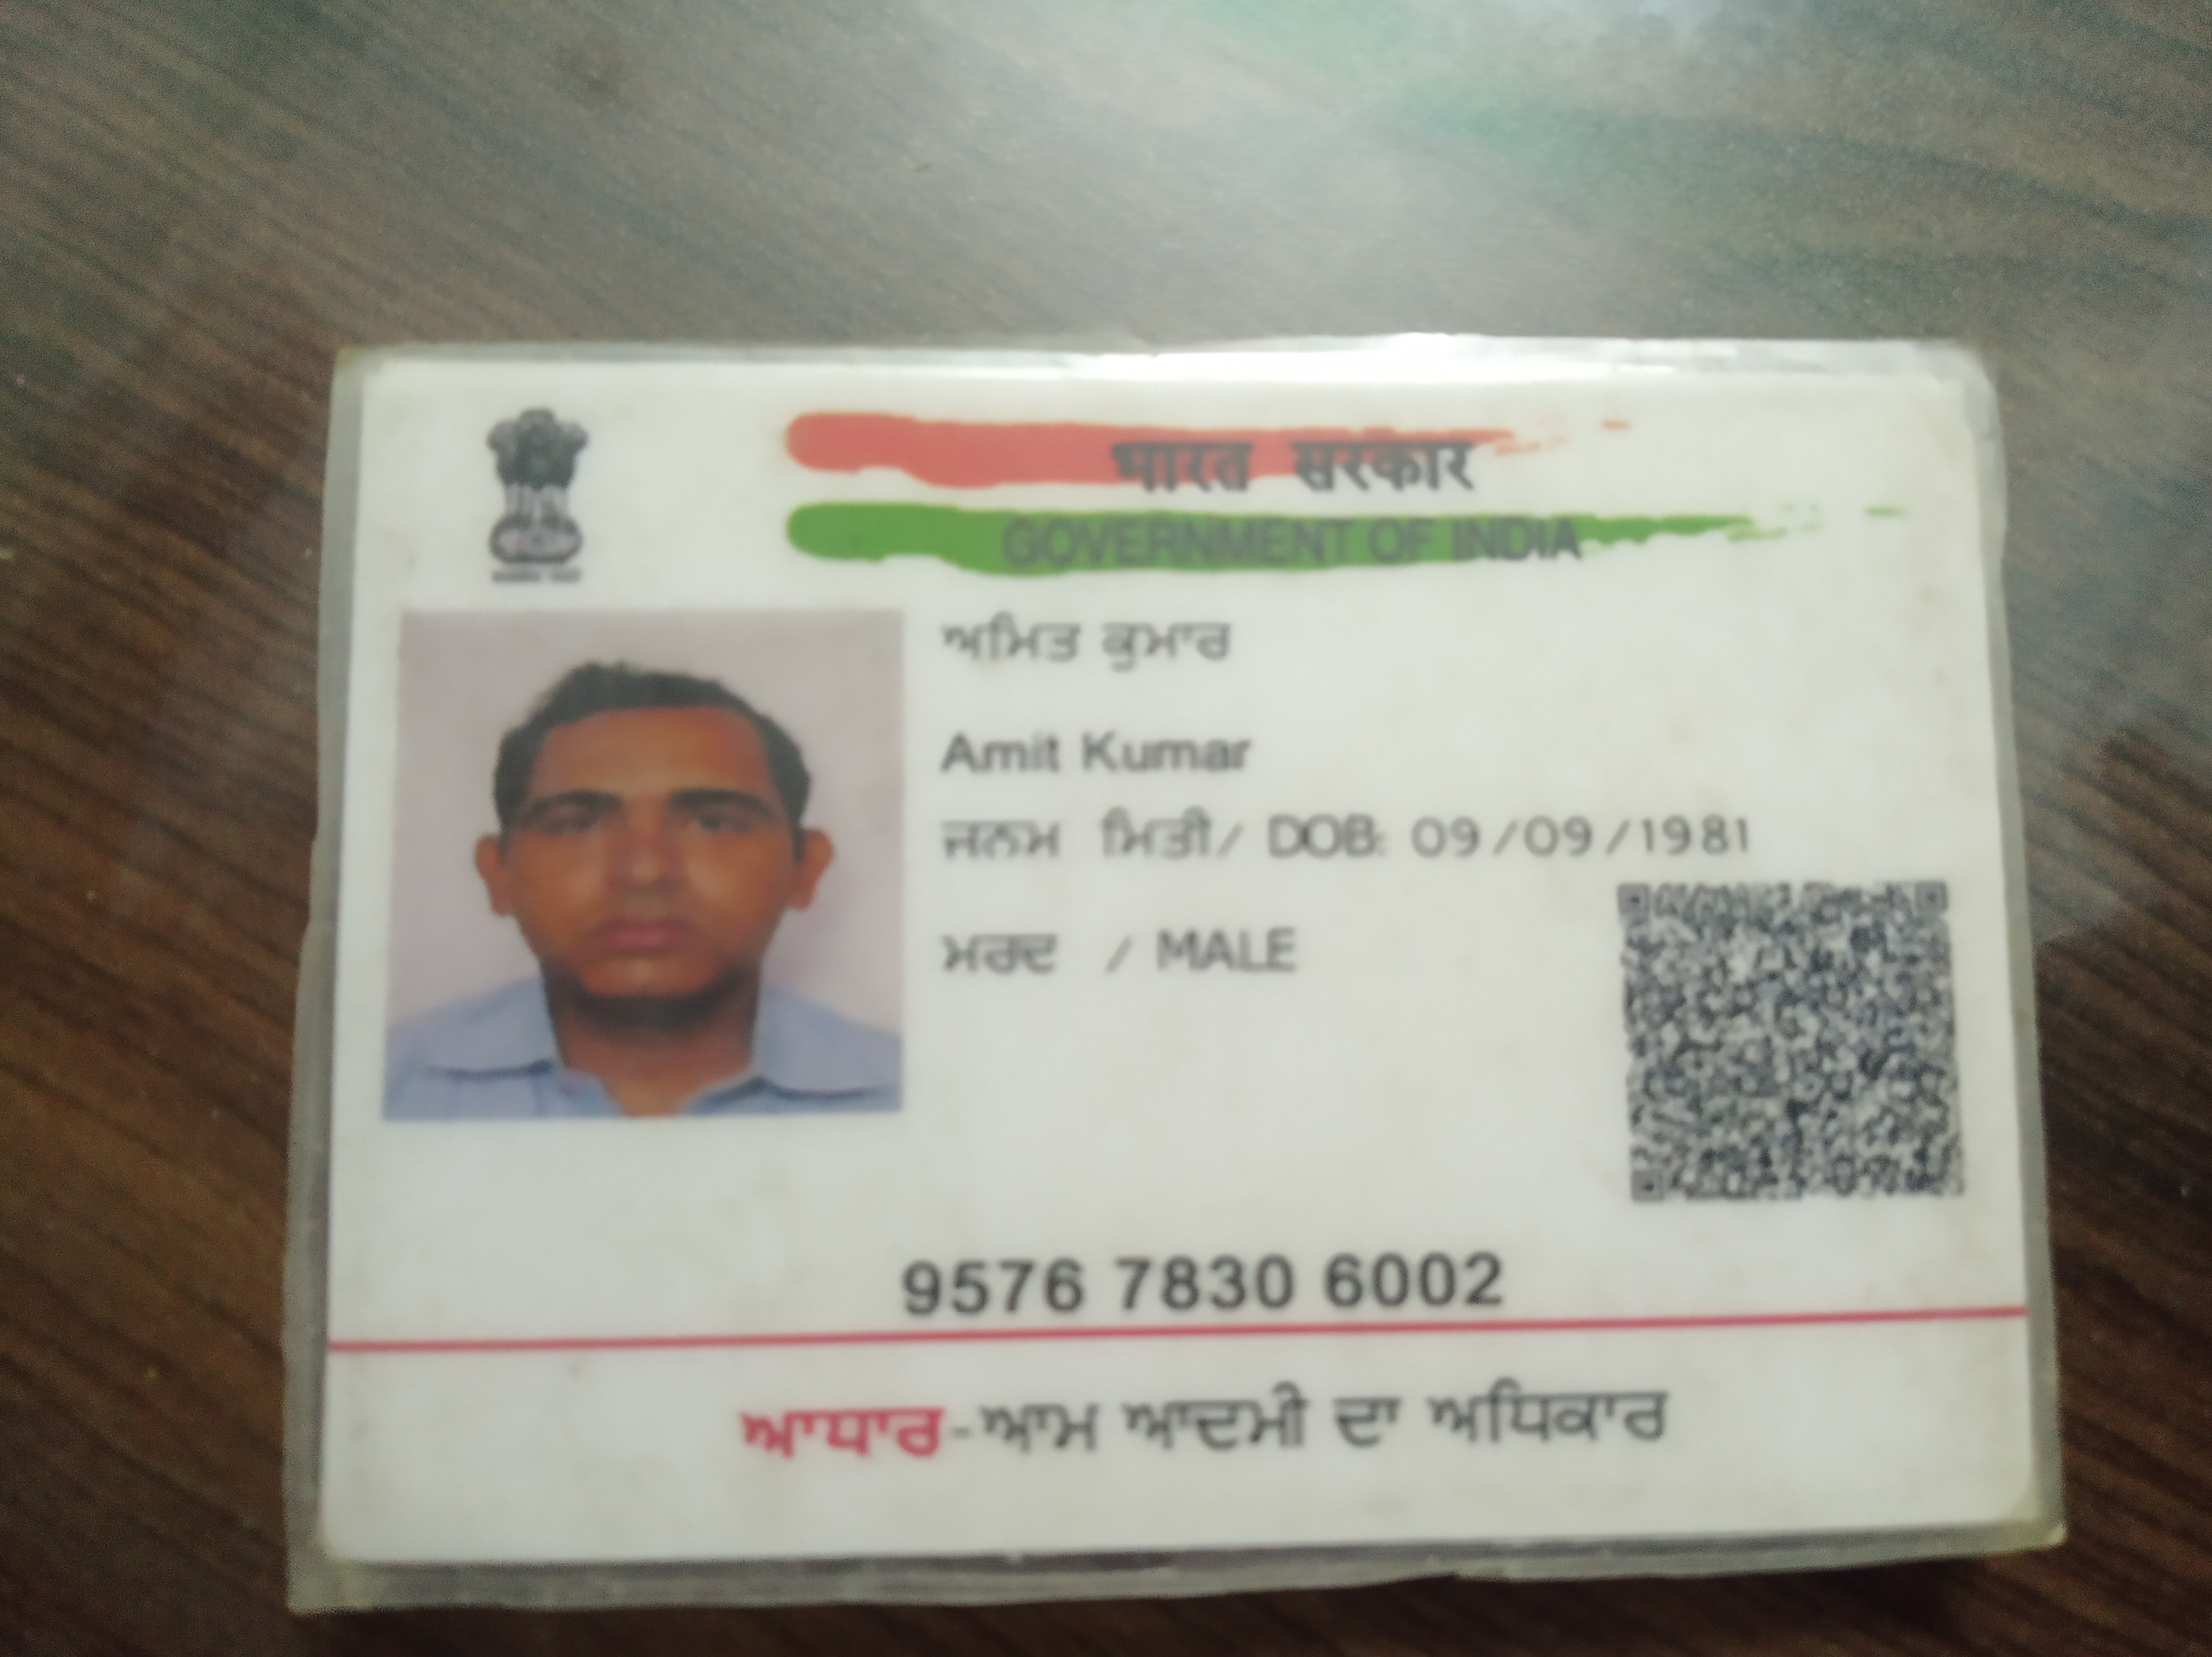 भारत सरकार
GOVERNMENT OF INDIA
ਅਮਿਤ ਕੁਮਾਰ
Amit Kumar
ਜਨਮ ਮਿਤੀ/ DOB: 09/09/1981
ਮਰਦ / MALE
9576 7830 6002
ਆਧਾਰ-ਆਮ ਆਦਮੀ ਦਾ ਅਧਿਕਾਰ